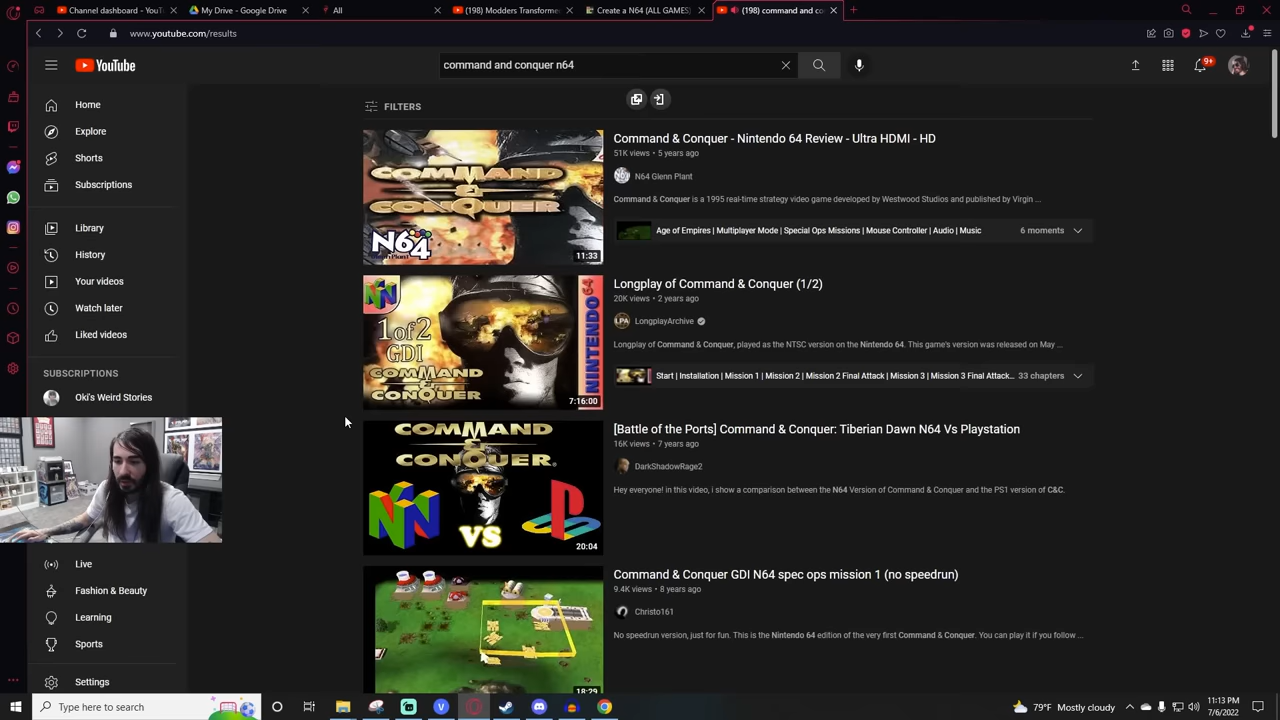 Channel dashboard - YouT
My Drive - Google Drive
All
(198) Modders Transforme
Create a N64 (ALL GAMES)
(198) command and co
www.youtube.com/results
YouTube
command and conquer n64
9+
Home
Explore
Shorts
Subscriptions
Library
History
Your videos
Watch later
Liked videos
SUBSCRIPTIONS
Oki's Weird Stories
Live
Fashion & Beauty
Learning
Sports
Settings
FILTERS
COMMAND & CONQUER
N64
11:33
Command & Conquer - Nintendo 64 Review - Ultra HDMI - HD
51K views • 5 years ago
N64 Glenn Plant
Command & Conquer is a 1995 real-time strategy video game developed by Westwood Studios and published by Virgin ...
Age of Empires | Multiplayer Mode | Special Ops Missions | Mouse Controller | Audio | Music
6 moments
1 of 2
GDI
COMMAND & CONQUER
NINTENDO 64
7:16:00
Longplay of Command & Conquer (1/2)
20K views • 2 years ago
LPA
LongplayArchive
Longplay of Command & Conquer, played as the NTSC version on the Nintendo 64. This game's version was released on May ...
Start | Installation | Mission 1 | Mission 2 | Mission 2 Final Attack | Mission 3 | Mission 3 Final Attack...
33 chapters
COMMAND & CONQUER
VS
20:04
[Battle of the Ports] Command & Conquer: Tiberian Dawn N64 Vs Playstation
16K views • 7 years ago
DarkShadowRage2
Hey everyone! in this video, i show a comparison between the N64 Version of Command & Conquer and the PS1 version of C&C.
18:29
Command & Conquer GDI N64 spec ops mission 1 (no speedrun)
9.4K views • 8 years ago
Christo161
No speedrun version, just for fun. This is the Nintendo 64 edition of the very first Command & Conquer. You can play it if you follow ...
Type here to search
79°F Mostly cloudy
11:13 PM
7/6/2022